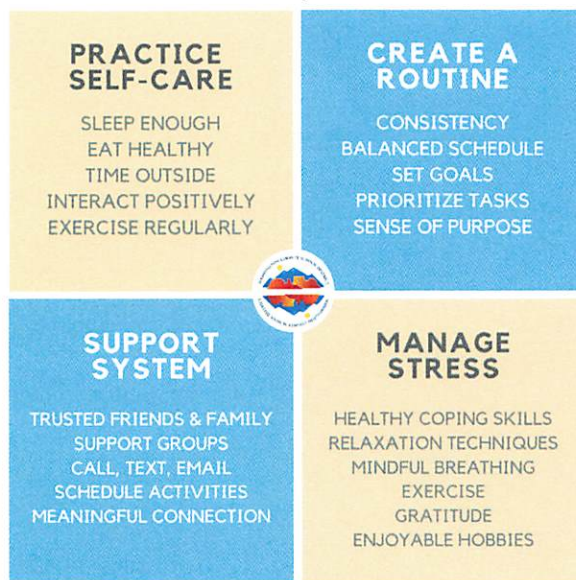 PRACTICE
SELF-CARE
SLEEP ENOUGH
EAT HEALTHY
TIME OUTSIDE
INTERACT POSITIVELY
EXERCISE REGULARLY
CREATE A
ROUTINE
CONSISTENCY
BALANCED SCHEDULE
SET GOALS
PRIORITIZE TASKS
SENSE OF PURPOSE
SUPPORT
SYSTEM
TRUSTED FRIENDS & FAMILY
SUPPORT GROUPS
CALL, TEXT, EMAIL
SCHEDULE ACTIVITIES
MEANINGFUL CONNECTION
MANAGE
STRESS
HEALTHY COPING SKILLS
RELAXATION TECHNIQUES
MINDFUL BREATHING
EXERCISE
GRATITUDE
ENJOYABLE HOBBIES